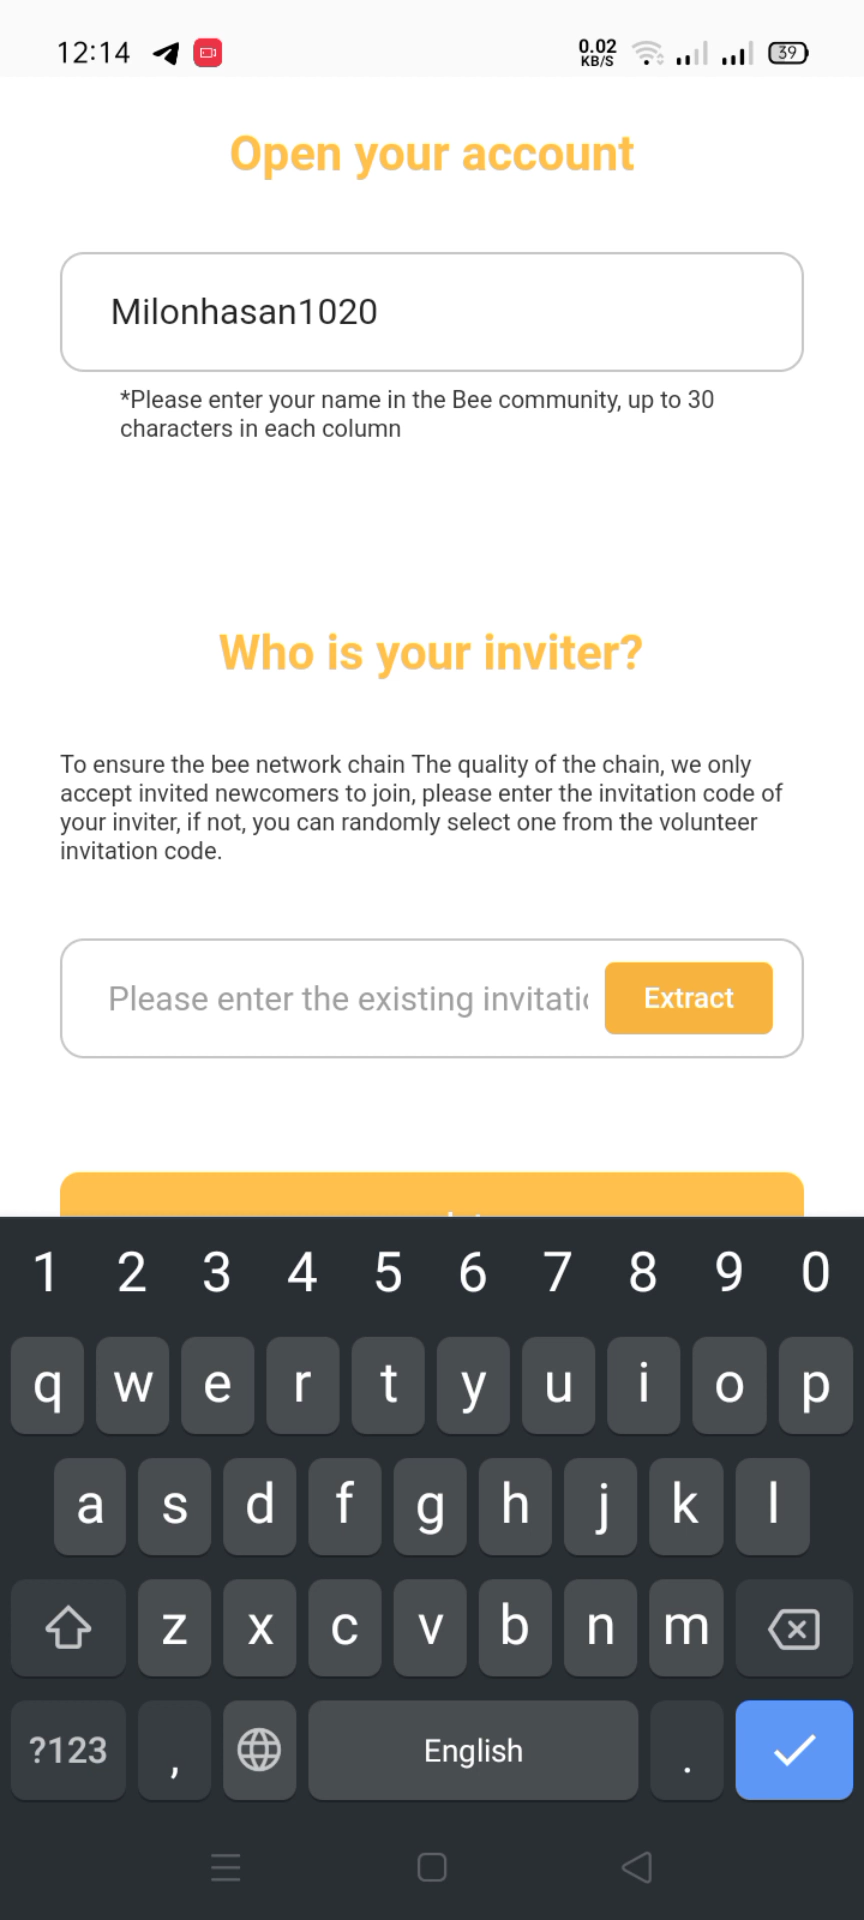 12:14
0.02
KB/S
39
Open your account
Milonhasan1020
*Please enter your name in the Bee community, up to 30
characters in each column
Who is your inviter?
To ensure the bee network chain The quality of the chain, we only
accept invited newcomers to join, please enter the invitation code of
your inviter, if not, you can randomly select one from the volunteer
invitation code.
Please enter the existing
Extract
1 2 3 4 5 6 7 8 9 0
q w e r t y u i o p
a s d f g h j k l
z x c v b n m
?123 , English .